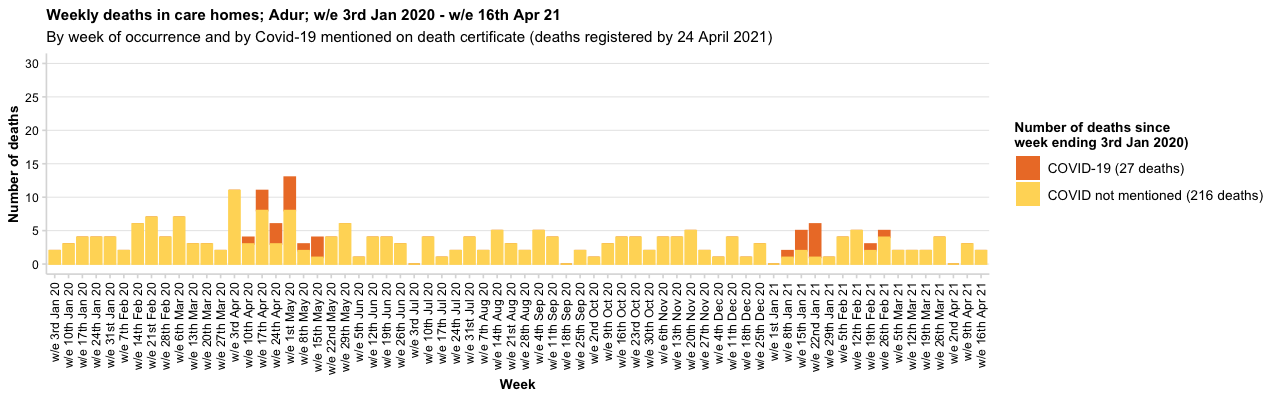 Weekly deaths in care homes; Adur; w/e 3rd Jan 2020 - w/e 16th Apr 21
By week of occurrence and by Covid-19 mentioned on death certificate (deaths registered by 24 April 2021)
Number of deaths
30
25
20
15
10
5
0
w/e 3rd Jan 20
w/e 10th Jan 20
w/e 17th Jan 20
w/e 24th Jan 20
w/e 31st Jan 20
w/e 7th Feb 20
w/e 14th Feb 20
w/e 21st Feb 20
w/e 28th Feb 20
w/e 6th Mar 20
w/e 13th Mar 20
w/e 20th Mar 20
w/e 27th Mar 20
w/e 3rd Apr 20
w/e 10th Apr 20
w/e 17th Apr 20
w/e 24th Apr 20
w/e 1st May 20
w/e 8th May 20
w/e 15th May 20
w/e 22nd May 20
w/e 29th May 20
w/e 5th Jun 20
w/e 12th Jun 20
w/e 19th Jun 20
w/e 26th Jun 20
w/e 3rd Jul 20
w/e 10th Jul 20
w/e 17th Jul 20
w/e 24th Jul 20
w/e 31st Jul 20
w/e 7th Aug 20
w/e 14th Aug 20
w/e 21st Aug 20
w/e 28th Aug 20
w/e 4th Sep 20
w/e 11th Sep 20
w/e 18th Sep 20
w/e 25th Sep 20
w/e 2nd Oct 20
w/e 9th Oct 20
w/e 16th Oct 20
w/e 23rd Oct 20
w/e 30th Oct 20
w/e 6th Nov 20
w/e 13th Nov 20
w/e 20th Nov 20
w/e 27th Nov 20
w/e 4th Dec 20
w/e 11th Dec 20
w/e 18th Dec 20
w/e 25th Dec 20
w/e 1st Jan 21
w/e 8th Jan 21
w/e 15th Jan 21
w/e 22nd Jan 21
w/e 29th Jan 21
w/e 5th Feb 21
w/e 12th Feb 21
w/e 19th Feb 21
w/e 26th Feb 21
w/e 5th Mar 21
w/e 12th Mar 21
w/e 19th Mar 21
w/e 26th Mar 21
w/e 2nd Apr 21
w/e 9th Apr 21
w/e 16th Apr 21
Week
Number of deaths since
week ending 3rd Jan 2020)
COVID-19 (27 deaths)
COVID not mentioned (216 deaths)